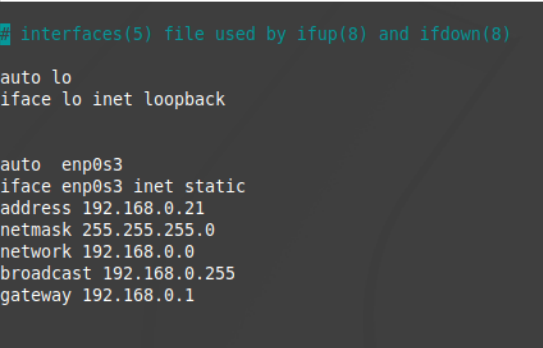 # interfaces(5) file used by ifup(8) and ifdown(8)
auto lo
iface lo inet loopback
auto  enp0s3
iface enp0s3 inet static
address 192.168.0.21
netmask 255.255.255.0
network 192.168.0.0
broadcast 192.168.0.255
gateway 192.168.0.1